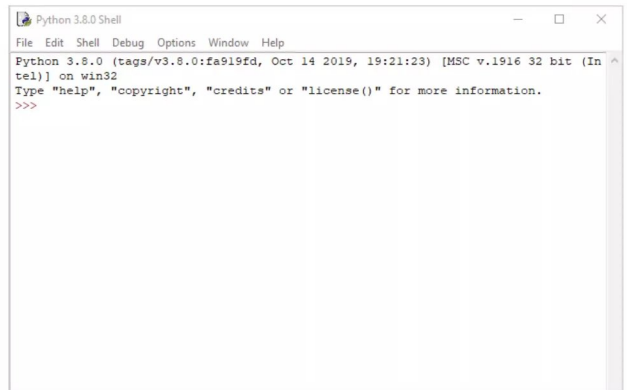 Python 3.8.0 Shell
File Edit Shell Debug Options Window Help
Python 3.8.0 (tags/v3.8.0:fa919fd, Oct 14 2019, 19:21:23) [MSC v.1916 32 bit (In
tel)] on win32
Type "help", "copyright", "credits" or "license()" for more information.
>>>